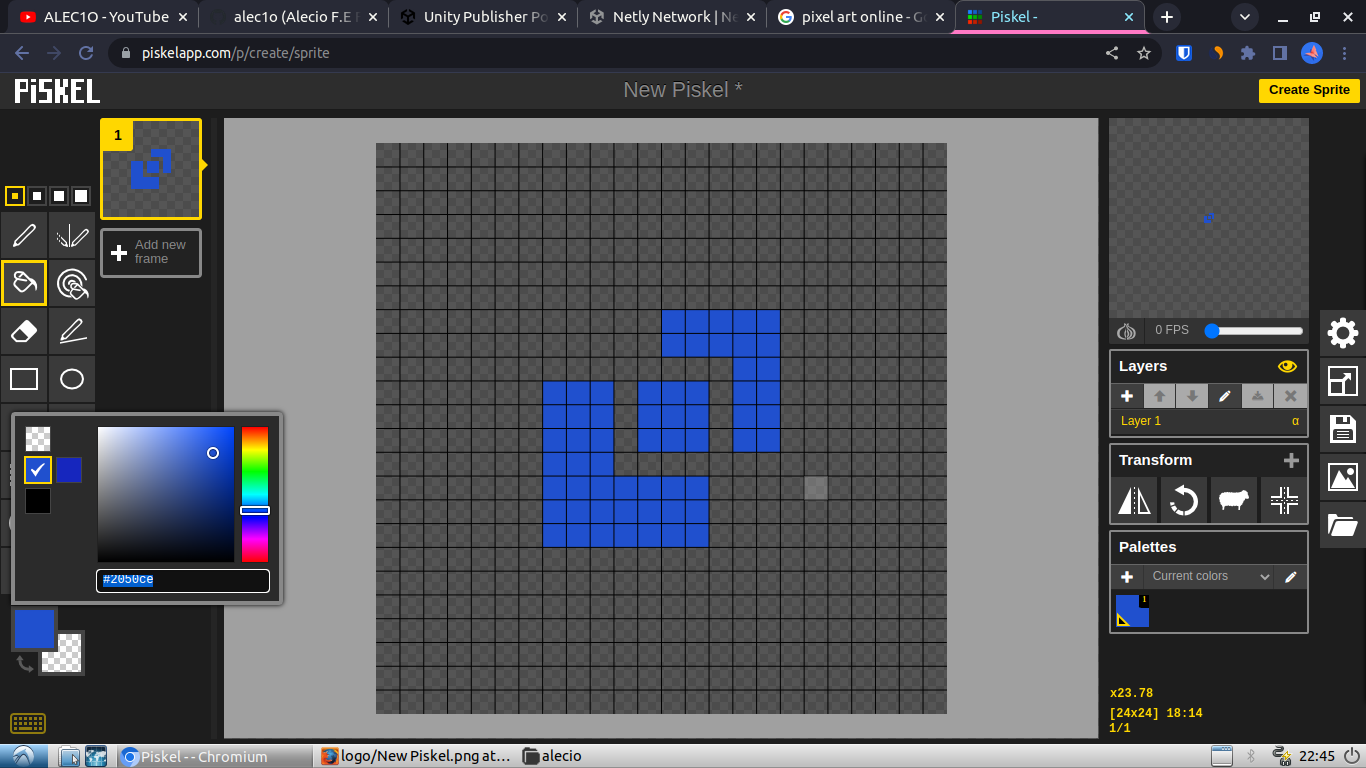 ALEC1O - YouTube
alec1o (Alecio F.E F
Unity Publisher Po
Netly Network | Ne
pixel art online - Go
Piskel -
piskelapp.com/p/create/sprite
PiSKEL
New Piskel *
Create Sprite
1
Add new
frame
#2050ce
0 FPS
Layers
Layer 1
α
Transform
Palettes
Current colors
1
x23.78
[24x24] 18:14
1/1
Piskel - - Chromium
logo/New Piskel.png at...
alecio
22:45